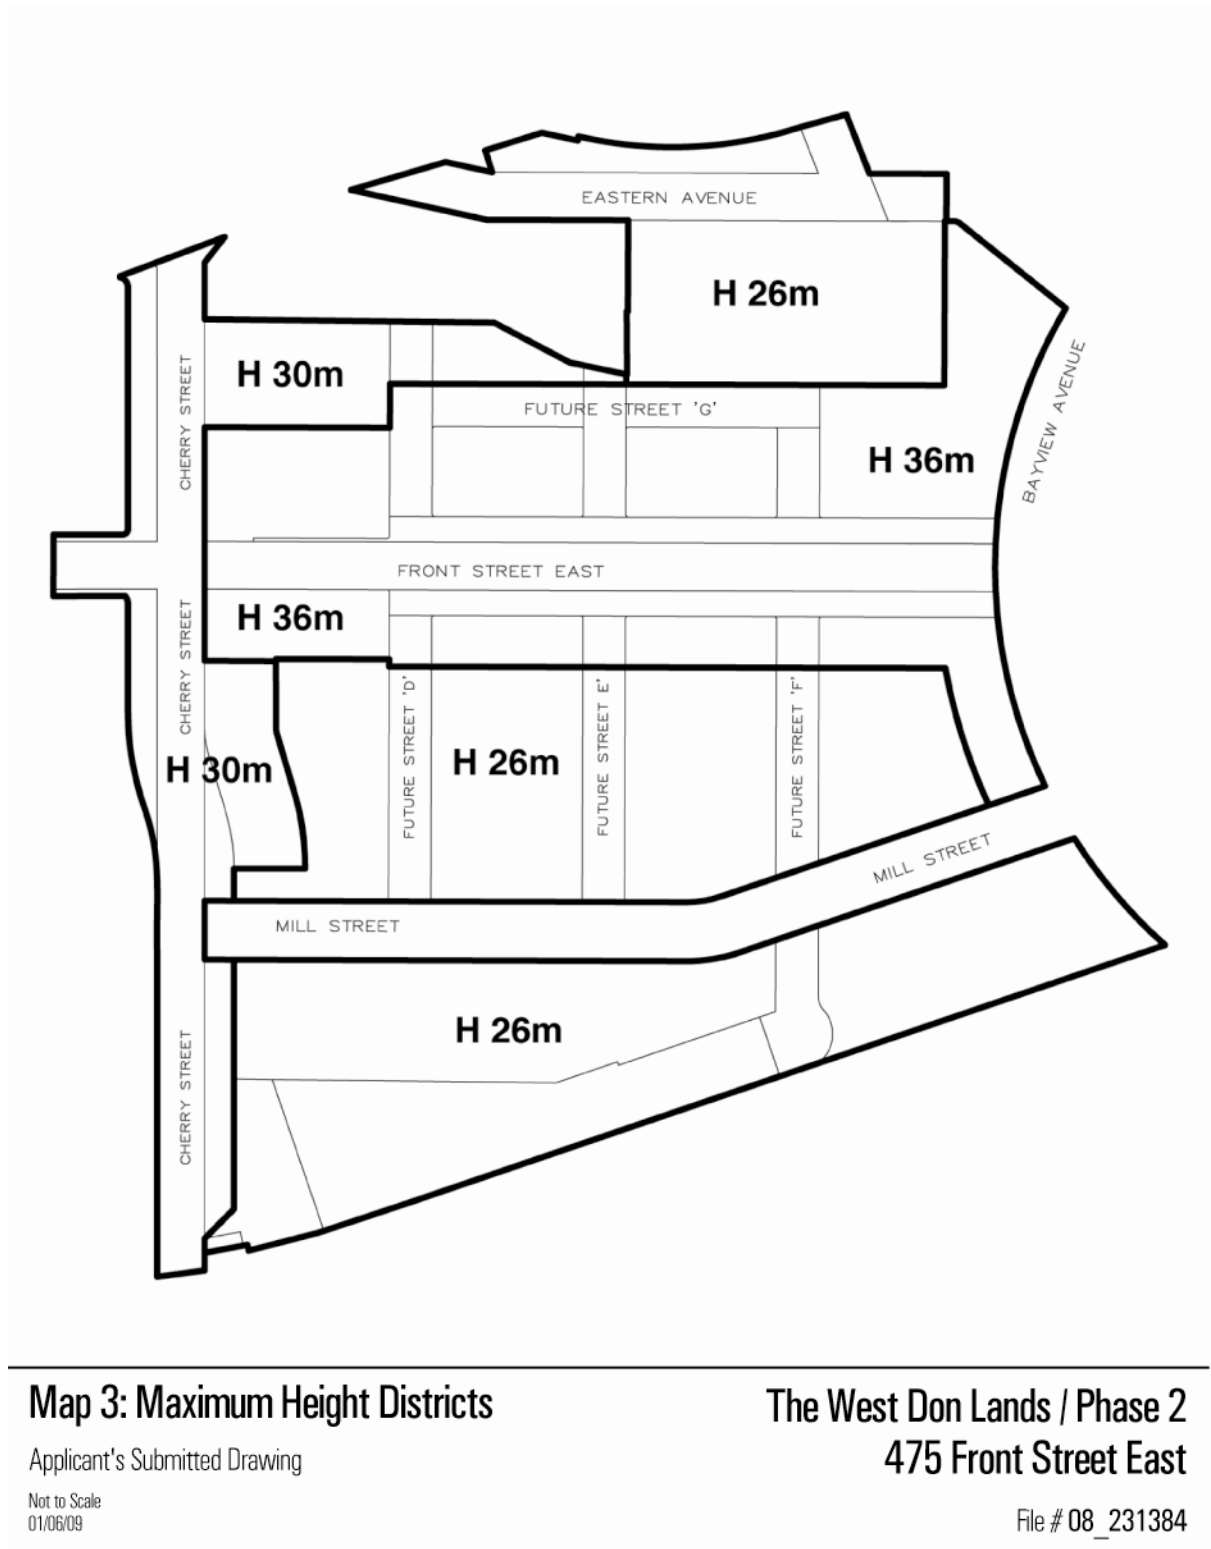 EASTERN AVENUE
H 26m
CHERRY STREET
H 30m
BAYVIEW AVENUE
FUTURE STREET 'G'
H 36m
FRONT STREET EAST
H 36m
CHERRY STREET
FUTURE STREET 'D'
FUTURE STREET E'
FUTURE STREET 'F'
H 30m
H 26m
MILL STREET
MILL STREET
H 26m
CHERRY STREET
Map 3: Maximum Height Districts
Applicant's Submitted Drawing
Not to Scale
01/06/09
The West Don Lands / Phase 2
475 Front Street East
File # 08_231384